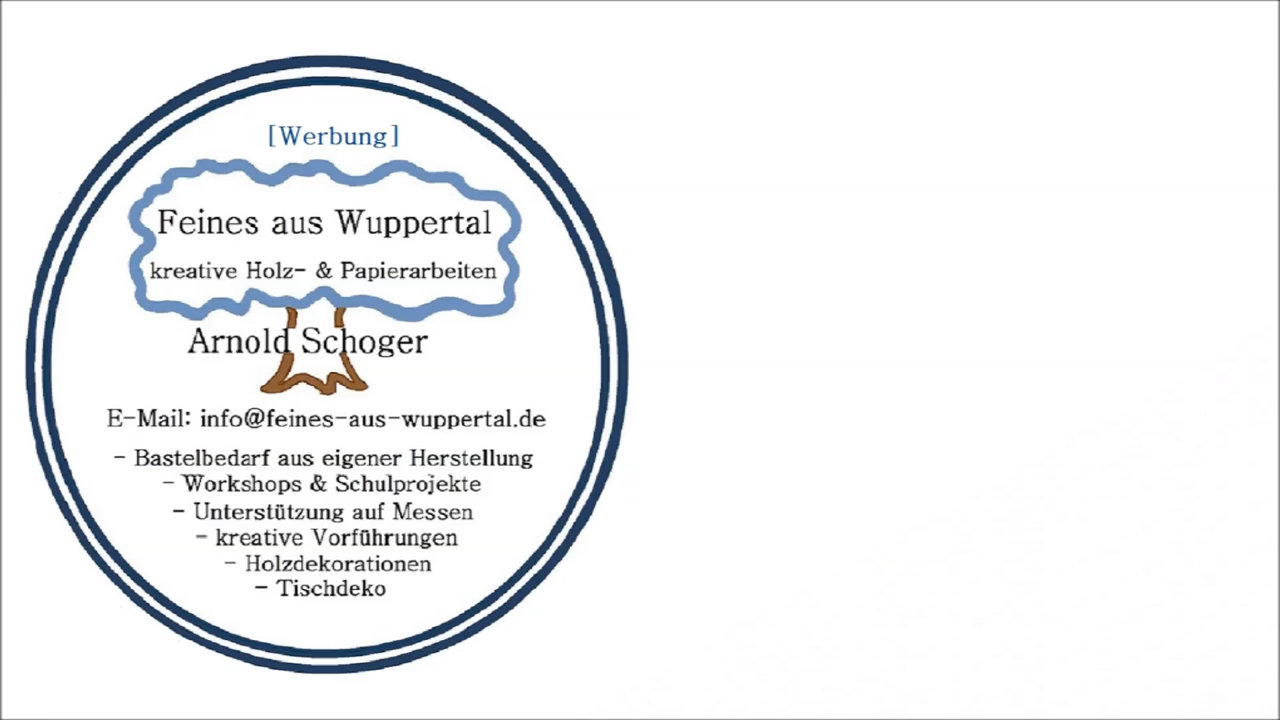 [Werbung]
Feines aus Wuppertal
kreative Holz- & Papierarbeiten
Arnold Schoger
E-Mail: info@feines-aus-wuppertal.de
- Bastelbedarf aus eigener Herstellung
- Workshops & Schulprojekte
- Unterstützung auf Messen
- kreative Vorführungen
- Holzdekorationen
- Tischdeko